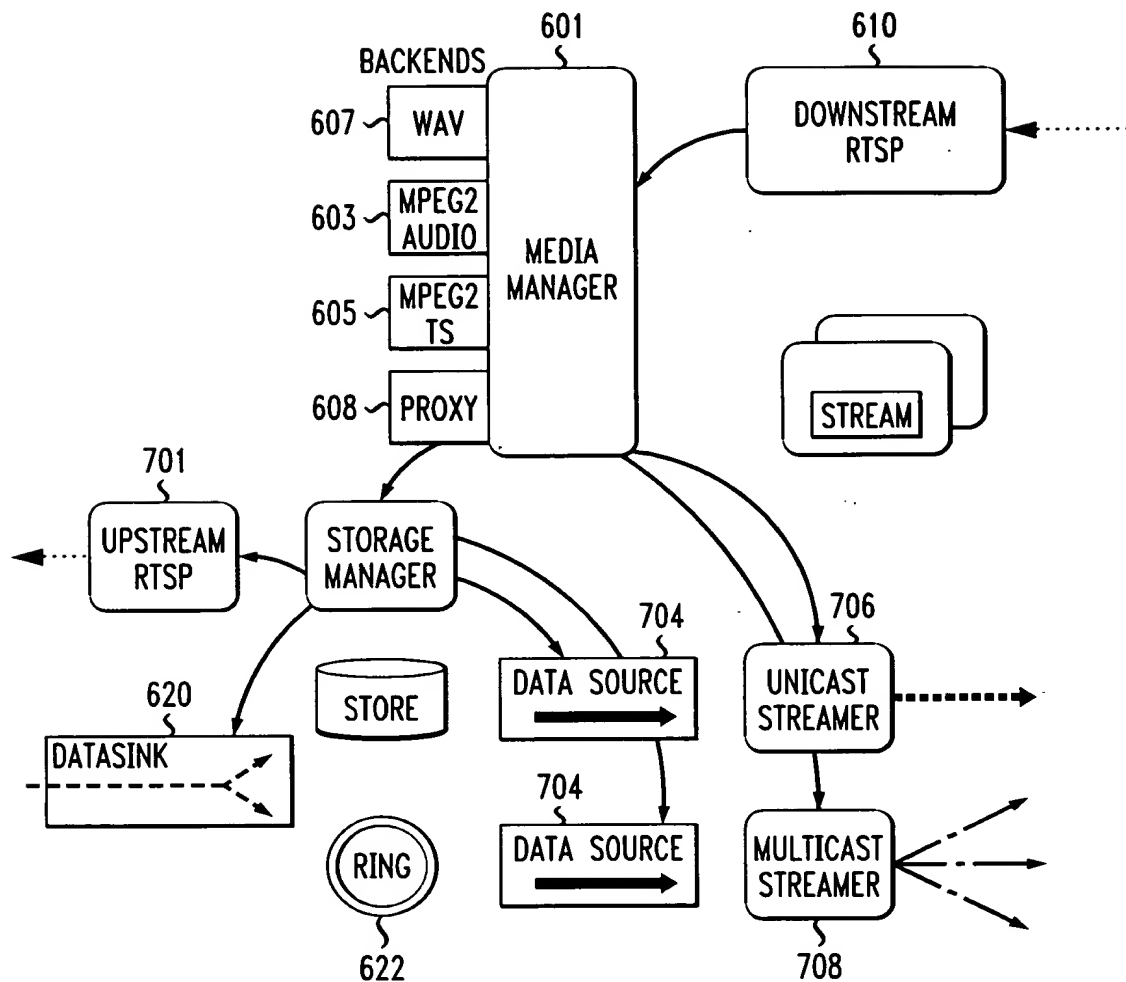 601
610
BACKENDS
607
WAV
DOWNSTREAM
RTSP
603
MPEG2
AUDIO
MEDIA
MANAGER
605
MPEG2
TS
608
PROXY
STREAM
701
UPSTREAM
RTSP
STORAGE
MANAGER
704
706
DATA SOURCE
UNICAST
STREAMER
620
STORE
DATASINK
704
RING
DATA SOURCE
MULTICAST
STREAMER
622
708